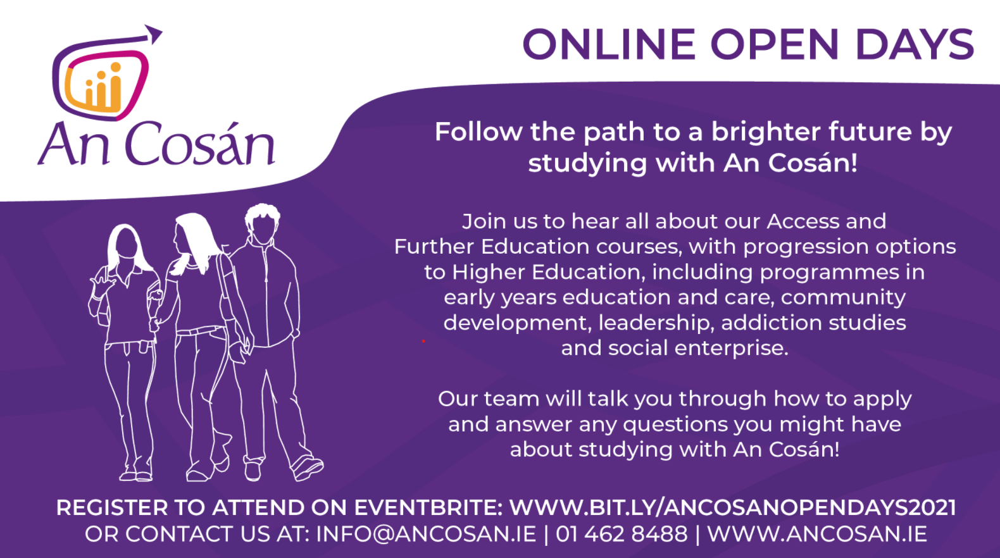 An Cosán
ONLINE OPEN DAYS
Follow the path to a brighter future by
studying with An Cosán!
Join us to hear all about our Access and
Further Education courses, with progression options
to Higher Education, including programmes in
early years education and care, community
development, leadership, addiction studies
and social enterprise.
Our team will talk you through how to apply
and answer any questions you might have
about studying with An Cosán!
REGISTER TO ATTEND ON EVENTBRITE: WWW.BIT.LY/ANCOSANOPENDAYS2021
OR CONTACT US AT: INFO@ANCOSAN.IE | 01 462 8488 | WWW.ANCOSAN.IE